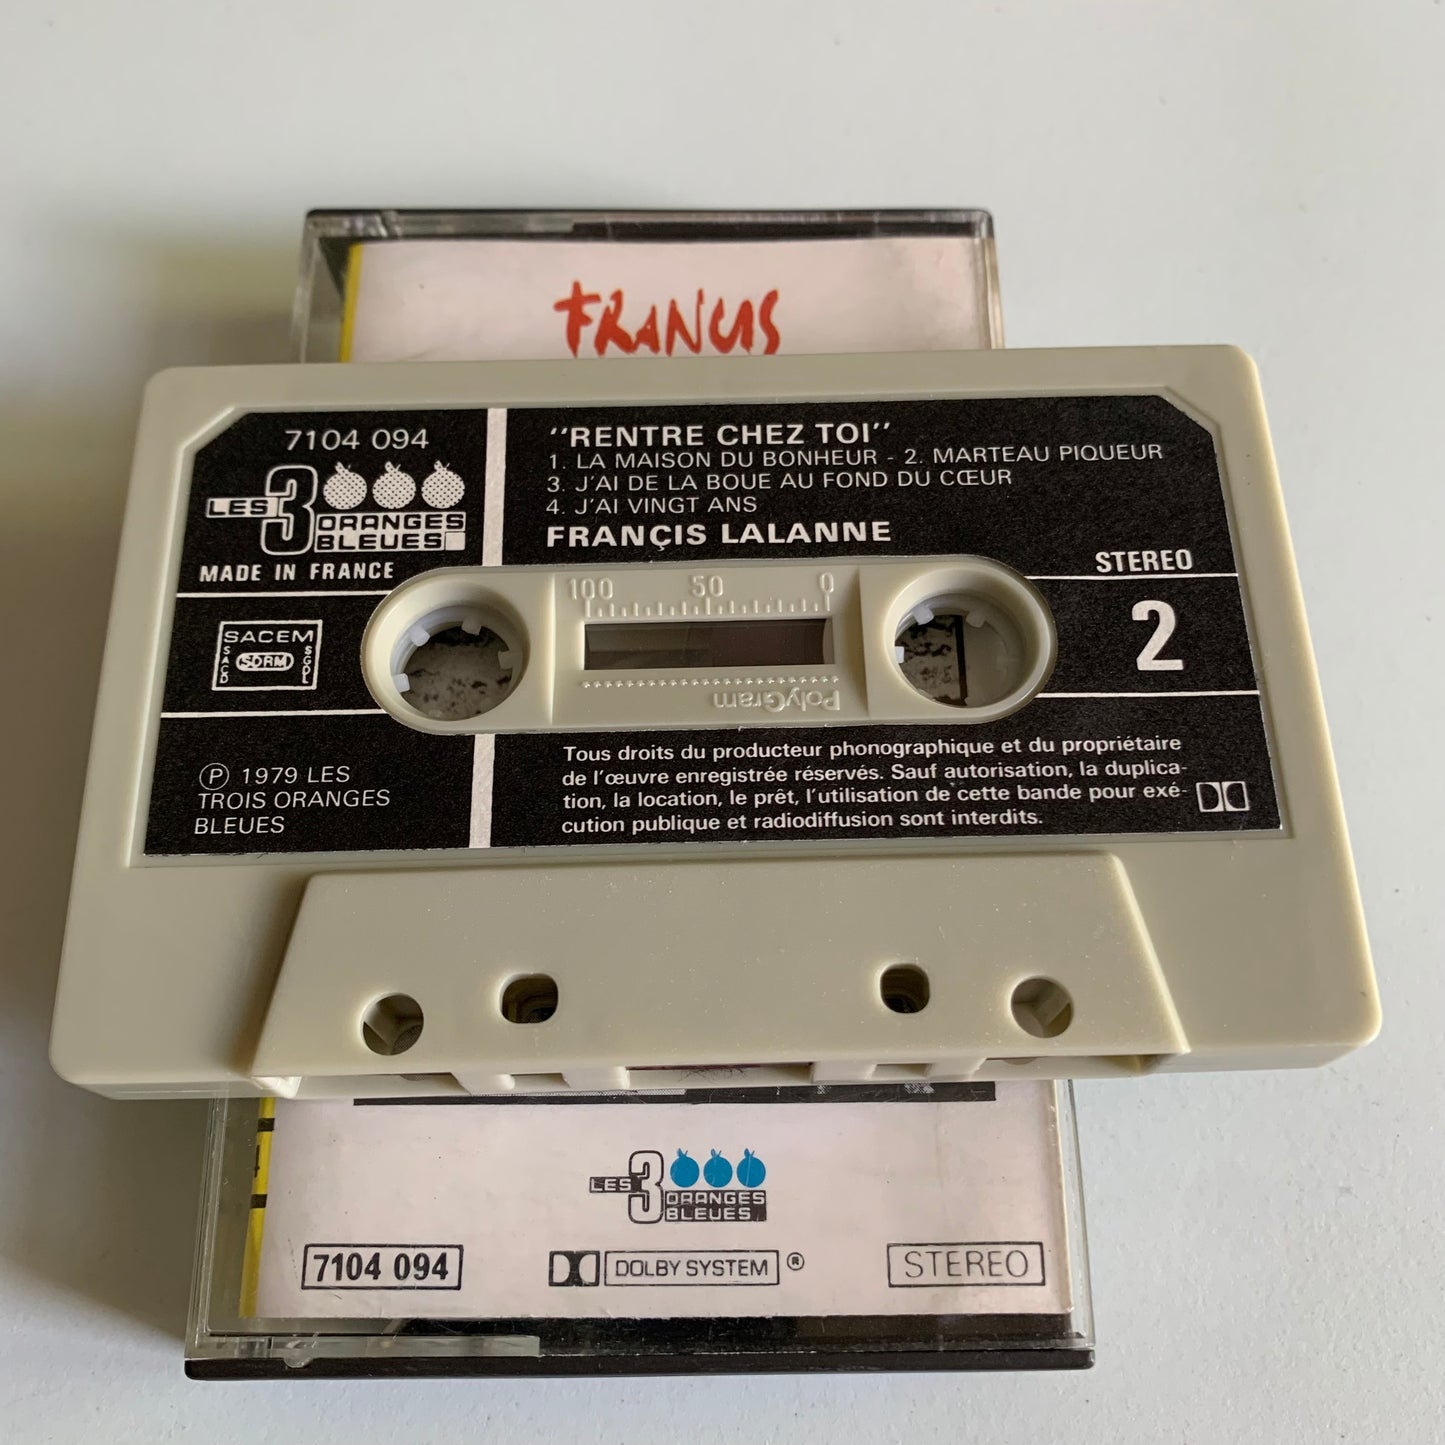 FRANCIS
7104 094
LES 3 ORANGES BLEUES
MADE IN FRANCE
"RENTRE CHEZ TOI"
1. LA MAISON DU BONHEUR - 2. MARTEAU PIQUEUR
3. J'AI DE LA BOUE AU FOND DU CŒUR
4. J'AI VINGT ANS
FRANÇIS LALANNE
STEREO
2
100 50 0
PolyGram
SACEM
SACD
SDRM
SGDL
Ⓟ 1979 LES
TROIS ORANGES
BLEUES
Tous droits du producteur phonographique et du propriétaire
de l'œuvre enregistrée réservés. Sauf autorisation, la duplica-
tion, la location, le prêt, l'utilisation de cette bande pour exé-
cution publique et radiodiffusion sont interdits.
LES 3 ORANGES BLEUES
7104 094
DOLBY SYSTEM ®
STEREO